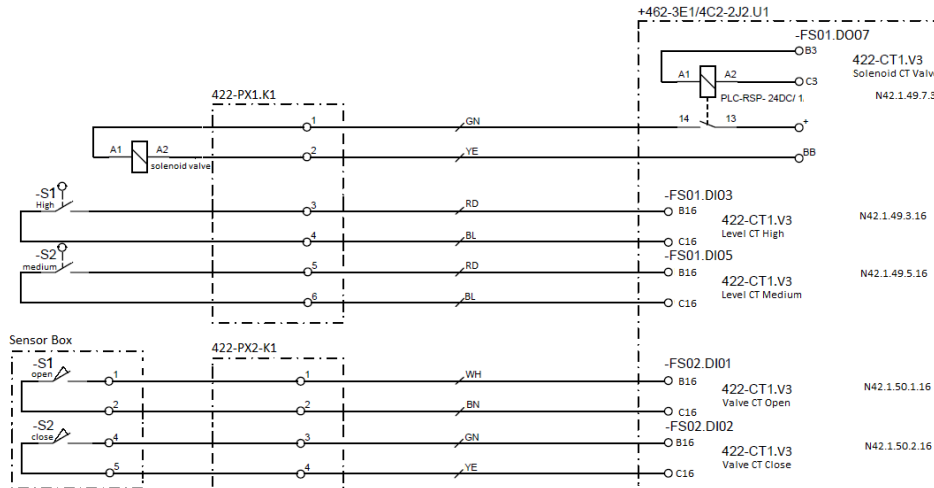 +462-3E1/4C2-2J2.U1
-FS01.DO07
B3
422-CT1.V3
Solenoid CT Valv
A1 A2
C3
PLC-RSP- 24DC/ 1.
N42.1.49.7.3
422-PX1.K1
1
GN
14 13
+
A1 A2
solenoid valve
2
YE
BB
-S1
High
3
RD
-FS01.DI03
B16
422-CT1.V3
Level CT High
N42.1.49.3.16
4
BL
C16
-S2
medium
5
RD
-FS01.DI05
B16
422-CT1.V3
Level CT Medium
N42.1.49.5.16
6
BL
C16
Sensor Box
422-PX2-K1
-S1
open
1
1
WH
-FS02.DI01
B16
422-CT1.V3
Valve CT Open
N42.1.50.1.16
2
2
BN
C16
-S2
close
4
3
GN
-FS02.DI02
B16
422-CT1.V3
Valve CT Close
N42.1.50.2.16
5
4
YE
C16